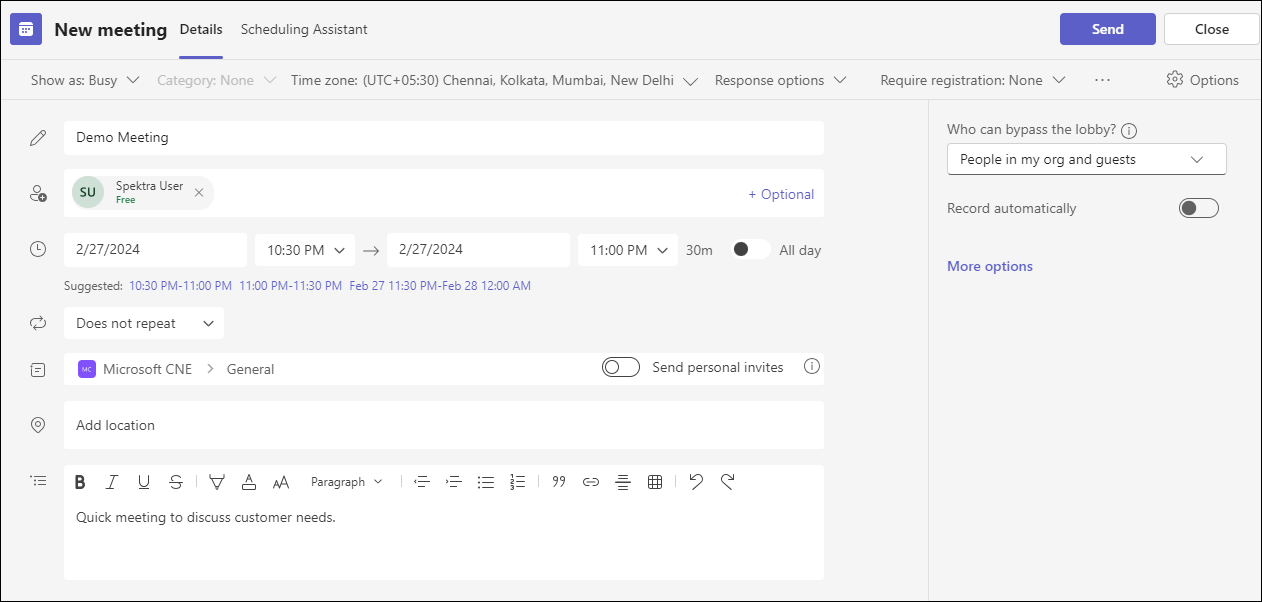 New meeting Details Scheduling Assistant Send Close
Show as: Busy Category: None Time zone: (UTC+05:30) Chennai, Kolkata, Mumbai, New Delhi Response options Require registration: None ... Options
Demo Meeting
SU Spektra User
Free
+ Optional
2/27/2024 10:30 PM → 2/27/2024 11:00 PM 30m All day
Suggested: 10:30 PM-11:00 PM 11:00 PM-11:30 PM Feb 27 11:30 PM-Feb 28 12:00 AM
Does not repeat
MC Microsoft CNE > General Send personal invites
Add location
B I U S A AA Paragraph
Quick meeting to discuss customer needs.
Who can bypass the lobby?
People in my org and guests
Record automatically
More options